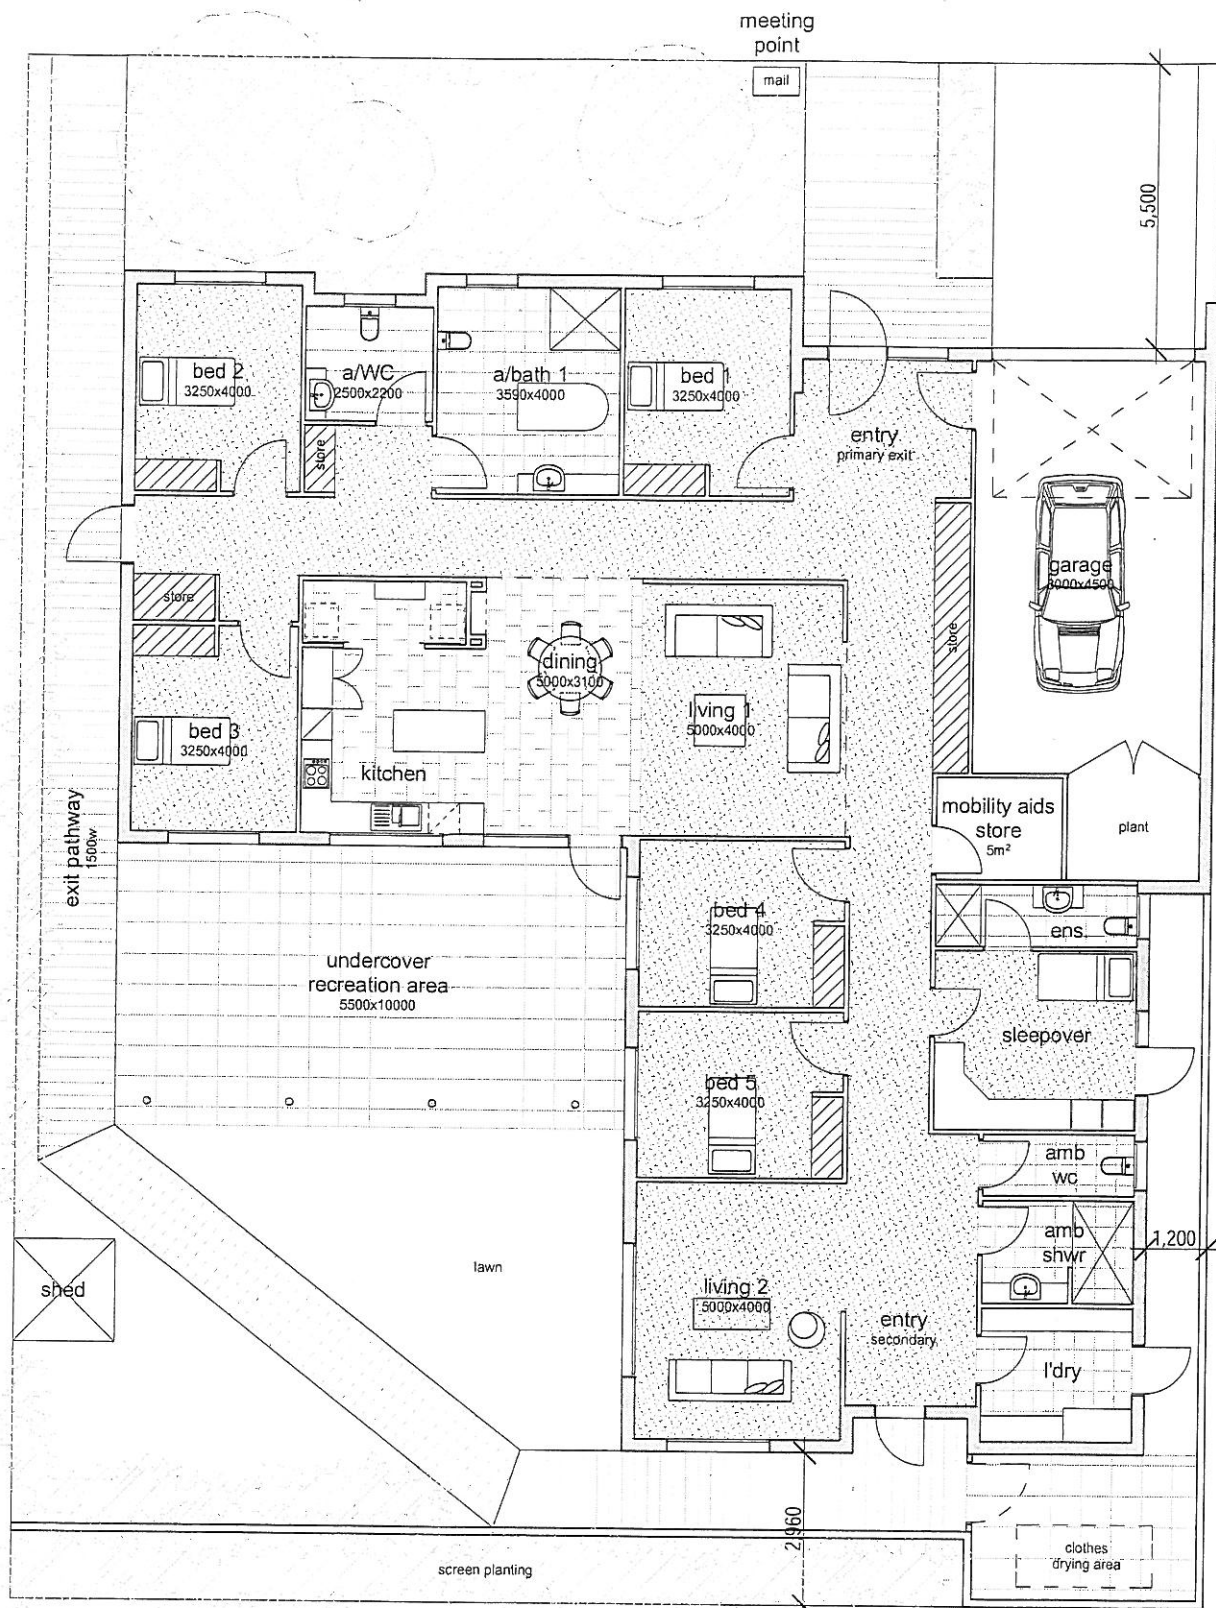 meeting
point
mail
5,500
bed 2
3250x4000
a/WC
2500x2200
a/bath 1
3590x4000
bed 1
3250x4000
entry
primary exit
store
garage
3000x4500
store
store
dining
5000x3100
living 1
5000x4000
bed 3
3250x4000
kitchen
mobility aids
store
5m²
plant
exit pathway
1500w
bed 4
3250x4000
ens.
undercover
recreation area
5500x10000
sleepover
bed 5
3250x4000
amb
wc
amb
shwr
1,200
shed
lawn
living 2
5000x4000
entry
secondary
l'dry
2,960
clothes
drying area
screen planting